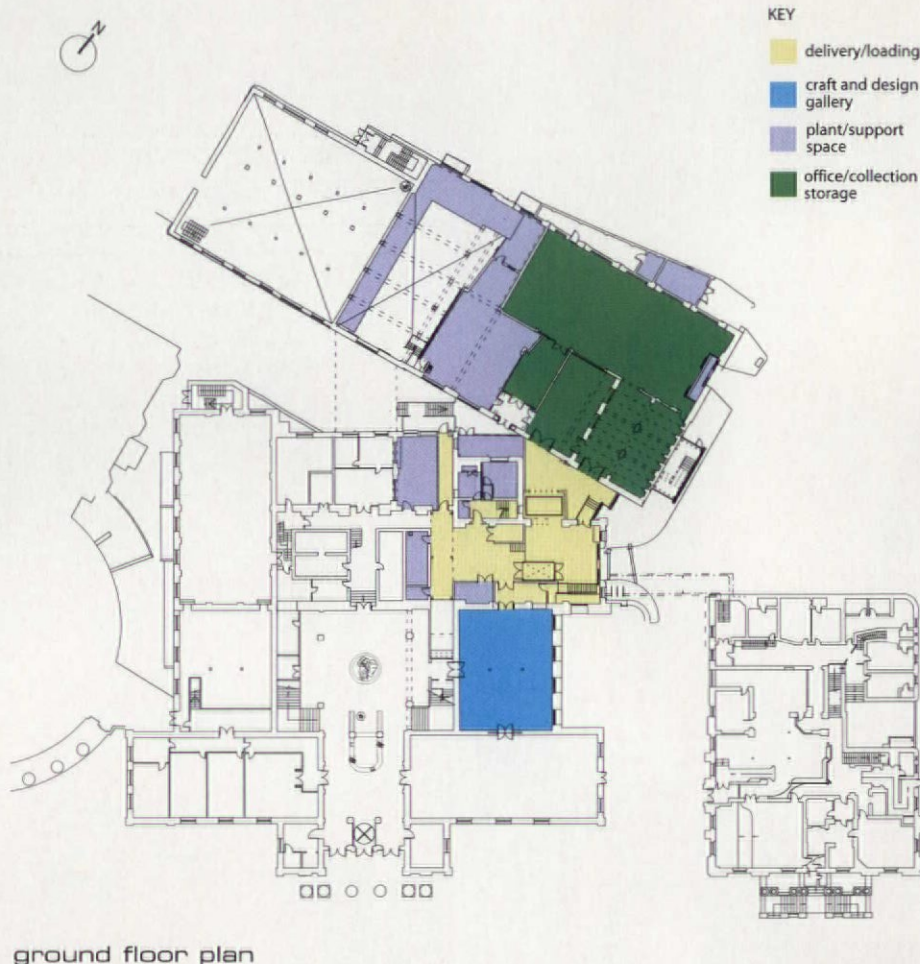 N
KEY
delivery/loading
craft and design
gallery
plant/support
space
office/collection
storage
ground floor plan